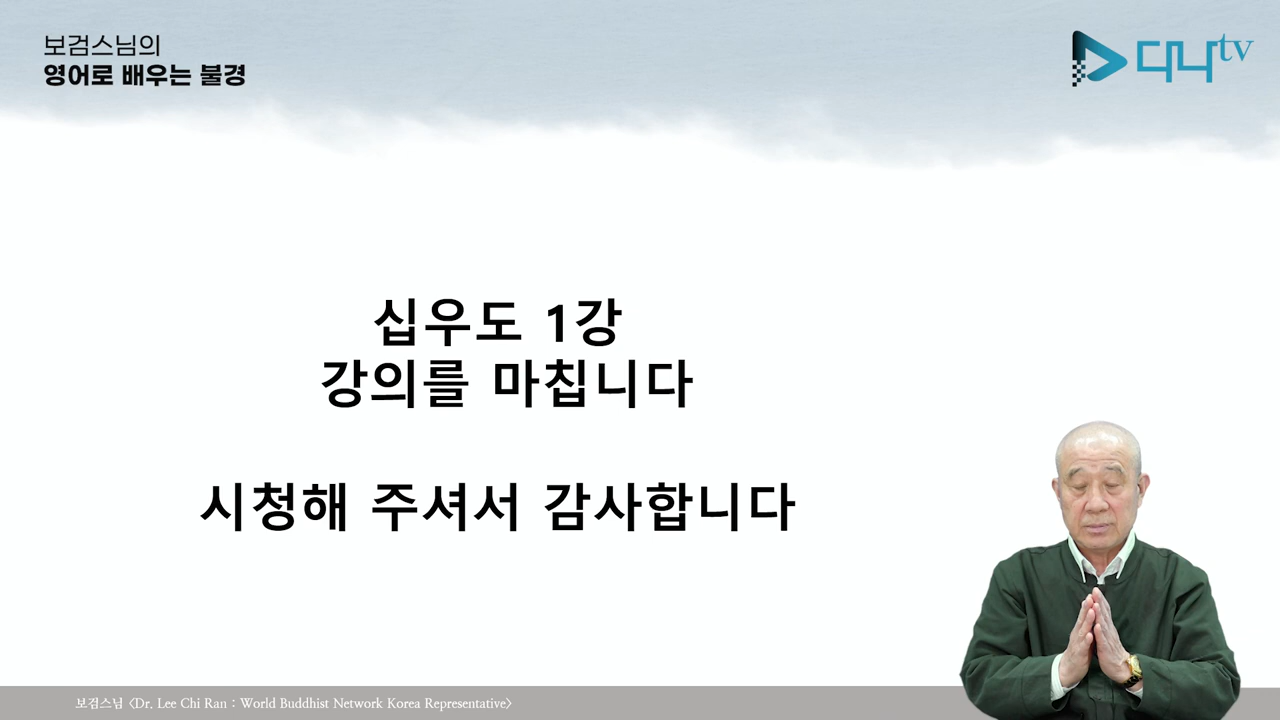 보검스님의
영어로 배우는 불경
디나tv
십우도 1강
강의를 마칩니다
시청해 주셔서 감사합니다
보검스님 <Dr. Lee Chi Ran : World Buddhist Network Korea Representative>